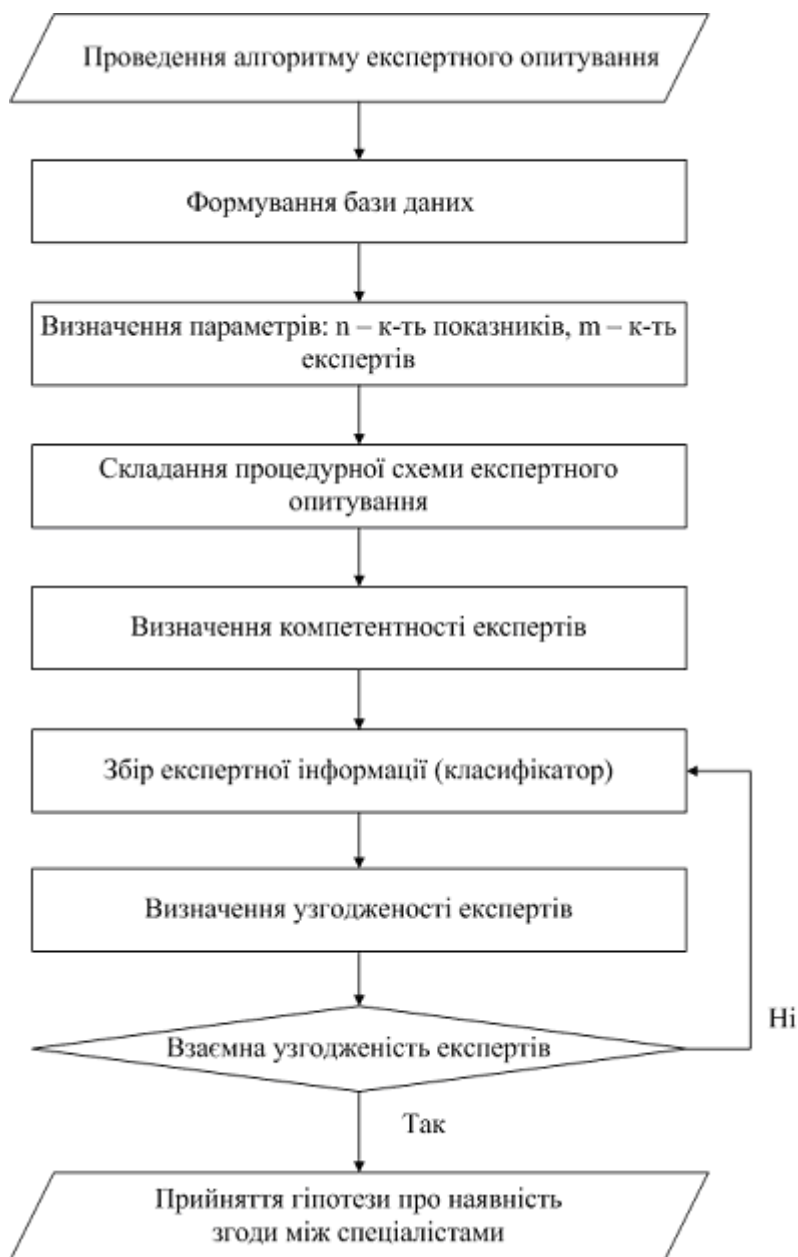 Проведення алгоритму експертного опитування
Формування бази даних
Визначення параметрів: n – к-ть показників, m – к-ть
експертів
Складання процедурної схеми експертного
опитування
Визначення компетентності експертів
Збір експертної інформації (класифікатор)
Визначення узгодженості експертів
Взаємна узгодженість експертів
Ні
Так
Прийняття гіпотези про наявність
згоди між спеціалістами